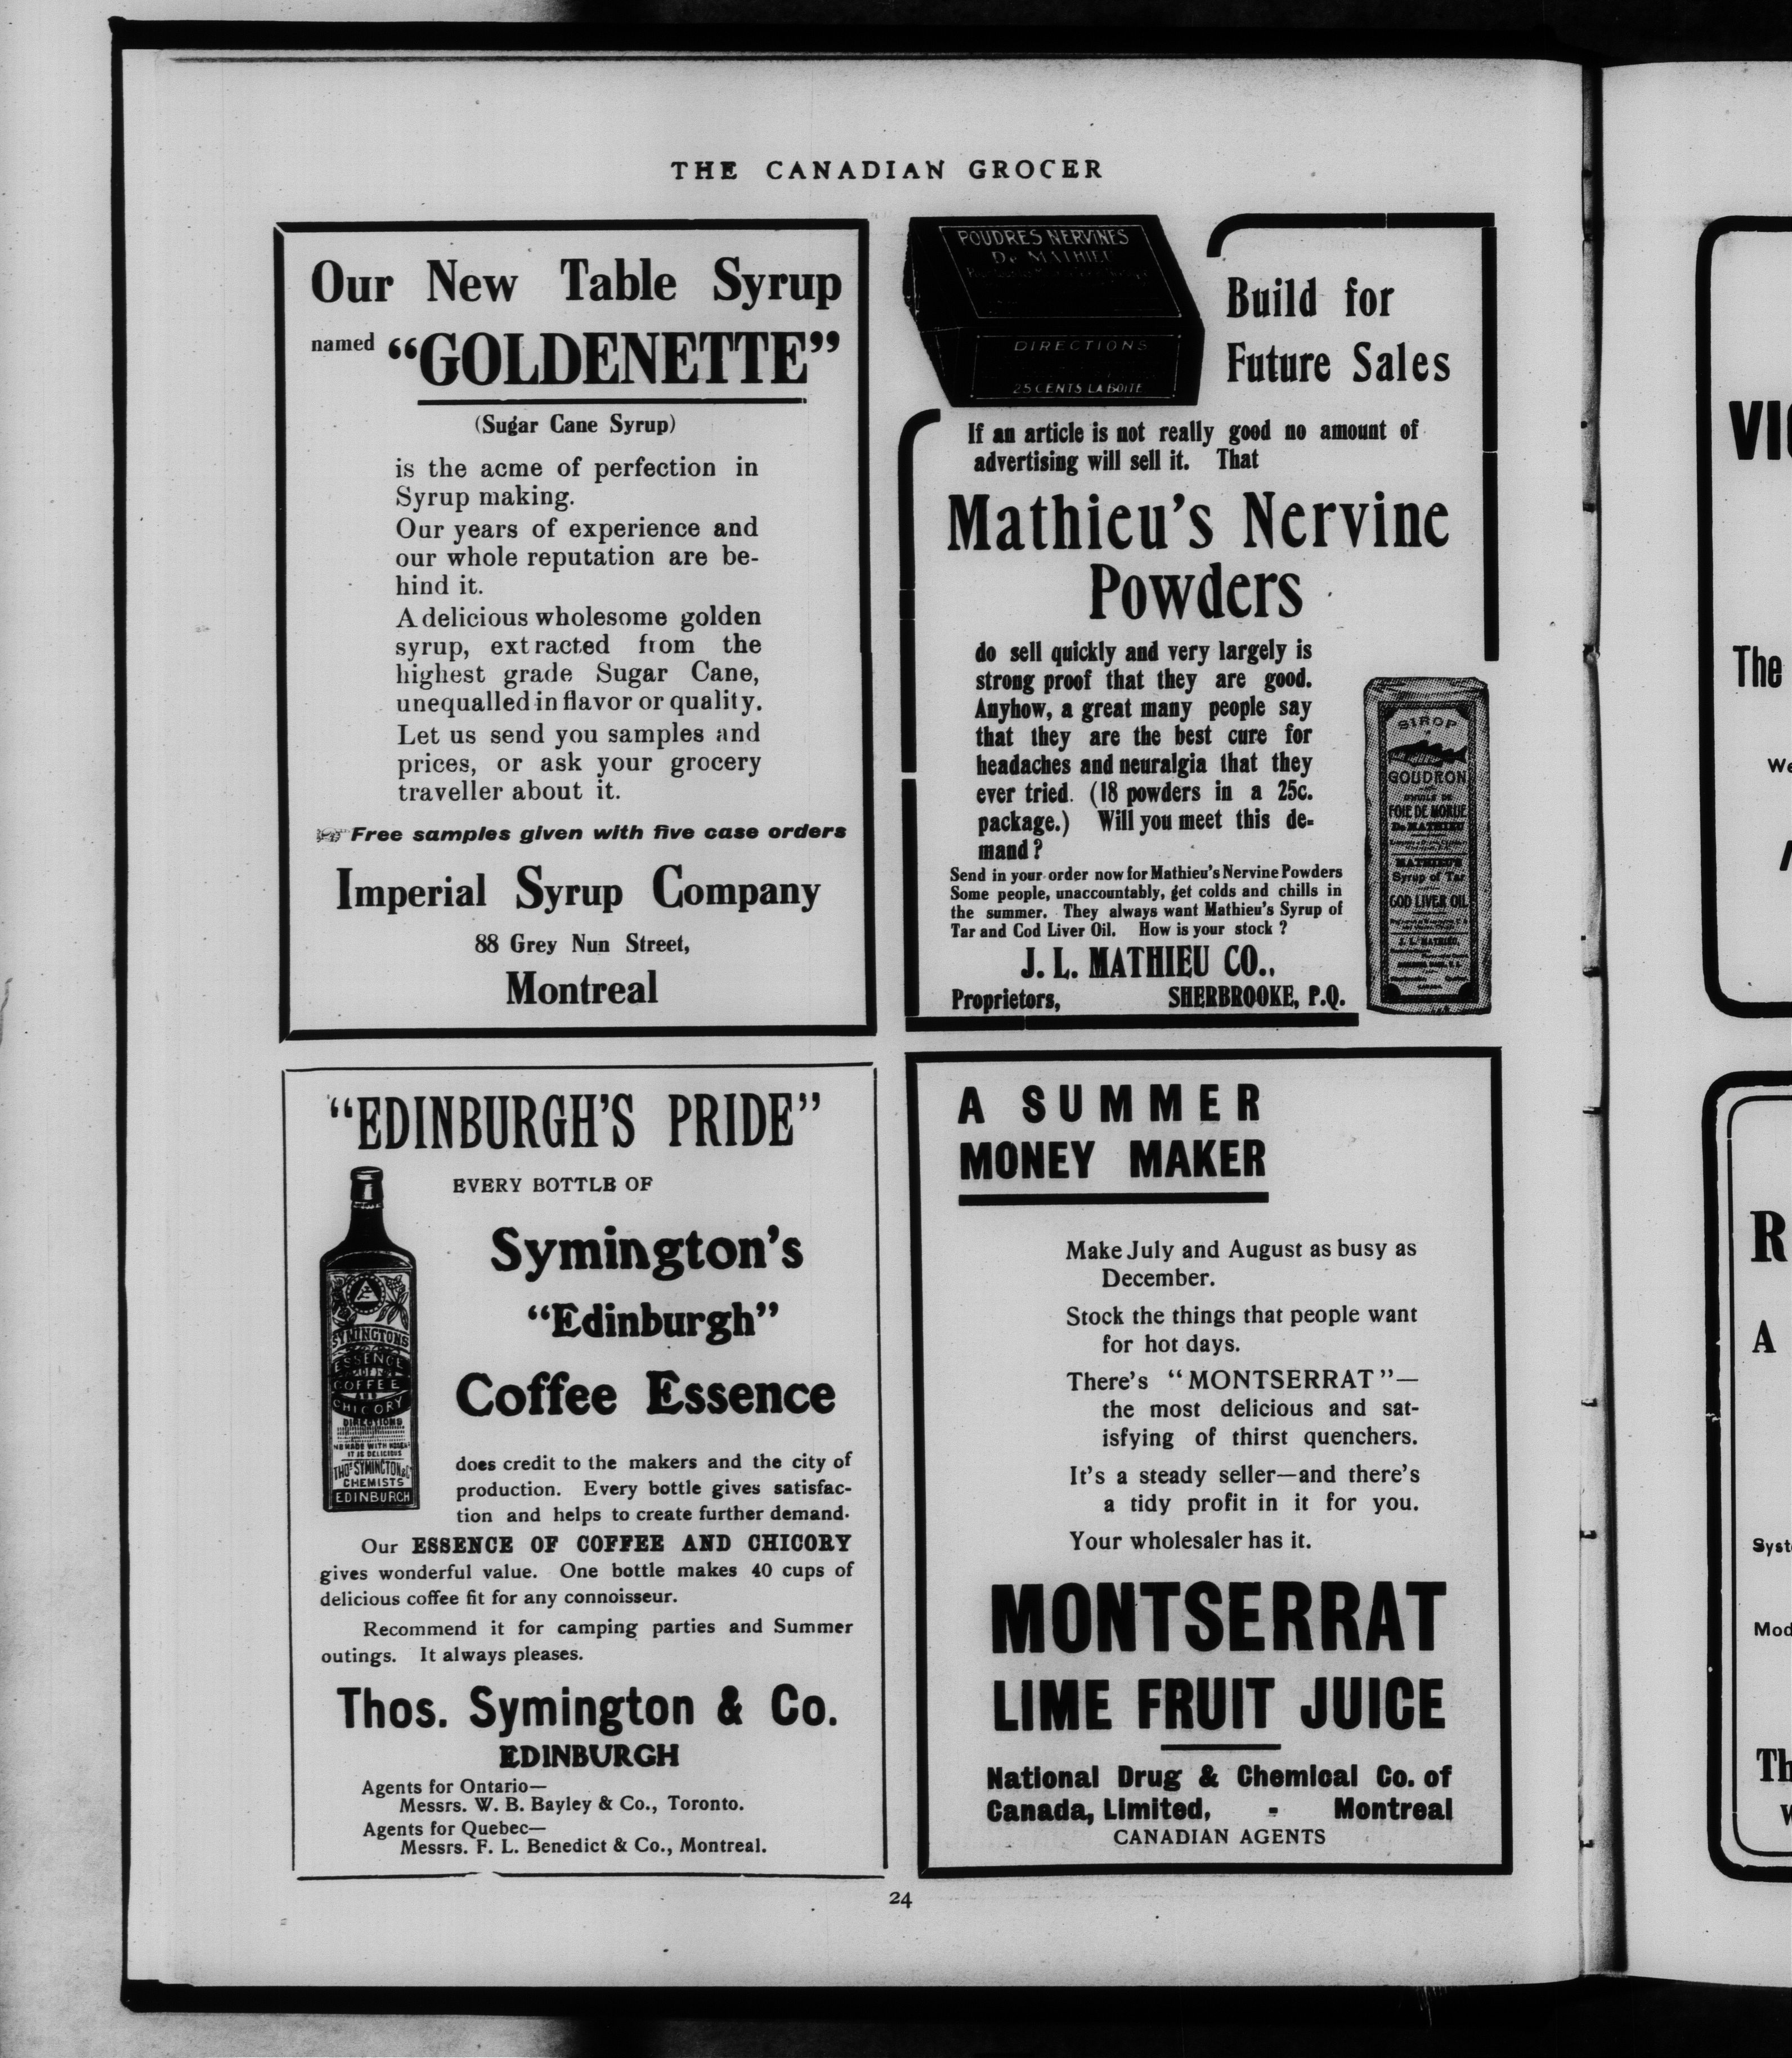 THE CANADIAN GROCER
Our New Table Syrup
named "GOLDENETTE"
(Sugar Cane Syrup)
is the acme of perfection in
Syrup making.
Our years of experience and
our whole reputation are be-
hind it.
A delicious wholesome golden
syrup, extracted from the
highest grade Sugar Cane,
unequalled in flavor or quality.
Let us send you samples and
prices, or ask your grocery
traveller about it.
Free samples given with five case orders
Imperial Syrup Company
88 Grey Nun Street,
Montreal
POUDRES NERVINES
Dr MATHIEU
DIRECTIONS
25 CENTS LA BOITE
Build for
Future Sales
If an article is not really good no amount of
advertising will sell it. That
Mathieu's Nervine
Powders
do sell quickly and very largely is
strong proof that they are good.
Anyhow, a great many people say
that they are the best cure for
headaches and neuralgia that they
ever tried. (18 powders in a 25c.
package.) Will you meet this de-
mand?
Send in your order now for Mathieu's Nervine Powders
Some people, unaccountably, get colds and chills in
the summer. They always want Mathieu's Syrup of
Tar and Cod Liver Oil. How is your stock?
J. L. MATHIEU CO.,
Proprietors, SHERBROOKE, P.Q.
SIROP
GOUDRON
FOIE DE MORUE
De MATHIEU
MATHIEU'S
Syrup of Tar
COD LIVER OIL
J. L. MATHIEU,
"EDINBURGH'S PRIDE"
EVERY BOTTLE OF
Symington's
"Edinburgh"
Coffee Essence
SYMINGTONS
ESSENCE
OF
COFFEE
AND
CHICORY
DIRECTIONS
IT IS DELICIOUS
THOS SYMINGTON & Co
CHEMISTS
EDINBURGH
does credit to the makers and the city of
production. Every bottle gives satisfac-
tion and helps to create further demand.
Our ESSENCE OF COFFEE AND CHICORY
gives wonderful value. One bottle makes 40 cups of
delicious coffee fit for any connoisseur.
Recommend it for camping parties and Summer
outings. It always pleases.
Thos. Symington & Co.
EDINBURGH
Agents for Ontario—
Messrs. W. B. Bayley & Co., Toronto.
Agents for Quebec—
Messrs. F. L. Benedict & Co., Montreal.
A SUMMER
MONEY MAKER
Make July and August as busy as
December.
Stock the things that people want
for hot days.
There's "MONTSERRAT"—
the most delicious and sat-
isfying of thirst quenchers.
It's a steady seller—and there's
a tidy profit in it for you.
Your wholesaler has it.
MONTSERRAT
LIME FRUIT JUICE
National Drug & Chemical Co. of
Canada, Limited, - Montreal
CANADIAN AGENTS
24
The
R
A